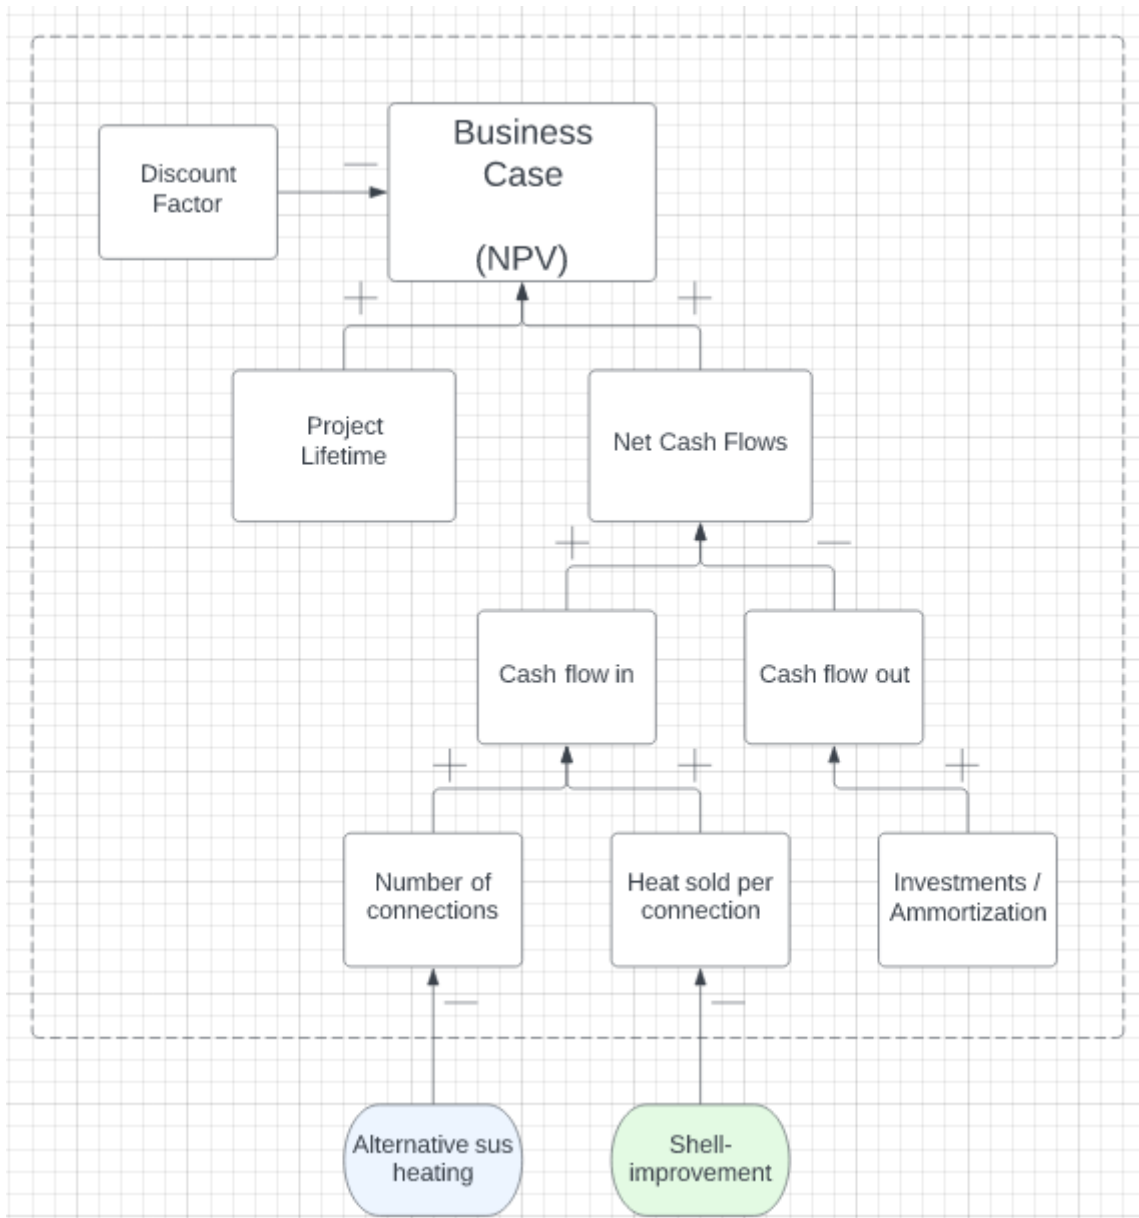 Business
Case
(NPV)
Discount
Factor
—
+
+
Project
Lifetime
Net Cash Flows
+
—
Cash flow in
Cash flow out
+
+
+
Number of
connections
Heat sold per
connection
Investments /
Ammortization
—
—
Alternative sus
heating
Shell-
improvement